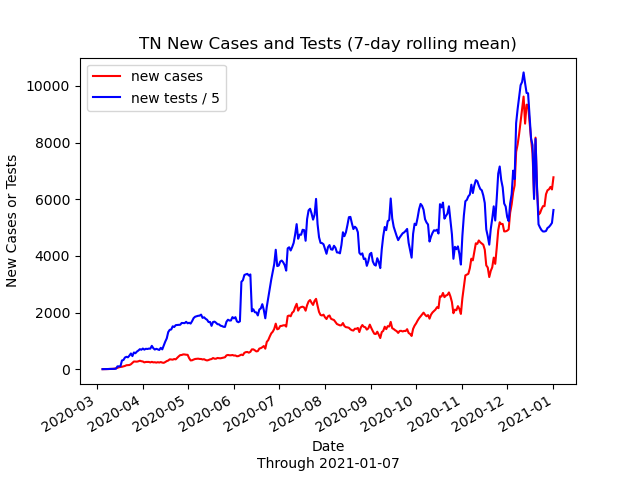 TN New Cases and Tests (7-day rolling mean)
new cases
new tests / 5
New Cases or Tests
10000
8000
6000
4000
2000
0
2020-03
2020-04
2020-05
2020-06
2020-07
2020-08
2020-09
2020-10
2020-11
2020-12
2021-01
Date
Through 2021-01-07